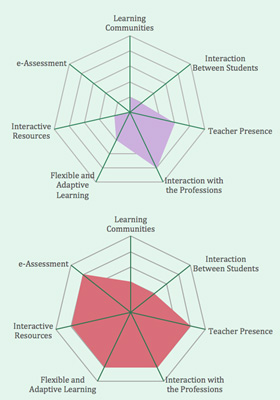 Learning
Communities
e-Assessment
Interaction
Between Students
Interactive
Resources
Teacher Presence
Flexible and
Adaptive
Learning
Interaction with
the Professions
Learning
Communities
e-Assessment
Interaction
Between Students
Interactive
Resources
Teacher Presence
Flexible and
Adaptive Learning
Interaction with
the Professions